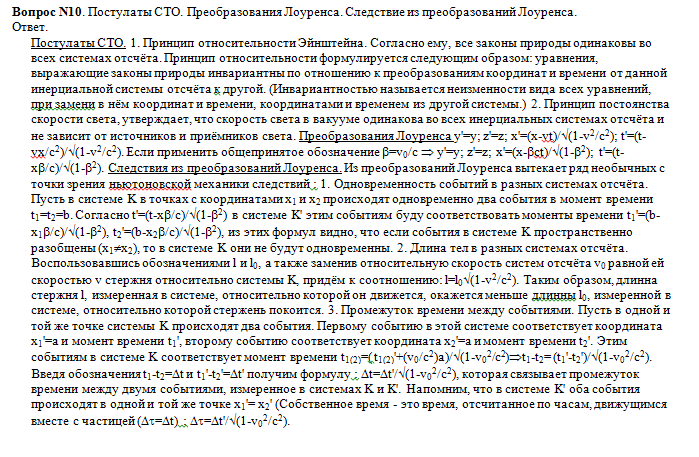 Вопрос N10. Постулаты СТО. Преобразования Лоуренса. Следствие из преобразований Лоуренса.
Ответ.
Постулаты СТО. 1. Принцип относительности Эйнштейна. Согласно ему, все законы природы одинаковы во
всех системах отсчёта. Принцип относительности формулируется следующим образом: уравнения,
выражающие законы природы инвариантны по отношению к преобразованиям координат и времени от данной
инерциальной системы отсчёта к другой. (Инвариантностью называется неизменности вида всех уравнений,
при замени в нём координат и времени, координатами и временем из другой системы.) 2. Принцип постоянства
скорости света, утверждает, что скорость света в вакууме одинакова во всех инерциальных системах отсчёта и
не зависит от источников и приёмников света. Преобразования Лоуренса y'=y; z'=z; x'=(x-vt)/√(1-v²/c²); t'=(t-
vx/c²)/√(1-v²/c²). Если применить общепринятое обозначение β=v₀/c ⇒ y'=y; z'=z; x'=(x-βct)/√(1-β²); t'=(t-
xβ/c)/√(1-β²). Следствия из преобразований Лоуренса. Из преобразований Лоуренса вытекает ряд необычных с
точки зрения ньютоновской механики следствий ; 1. Одновременность событий в разных системах отсчёта.
Пусть в системе K в точках с координатами x₁ и x₂ происходят одновременно два события в момент времени
t₁=t₂=b. Согласно t'=(t-xβ/c)/√(1-β²) в системе K' этим событиям буду соответствовать моменты времени t₁'=(b-
x₁β/c)/√(1-β²), t₂'=(b-x₂β/c)/√(1-β²), из этих формул видно, что если события в системе K пространственно
разобщены (x₁≠x₂), то в системе K они не будут одновременны. 2. Длина тел в разных системах отсчёта.
Воспользовавшись обозначениями l и l₀, а также заменив относительную скорость систем отсчёта v₀ равной ей
скоростью v стержня относительно системы K, придём к соотношению: l=l₀√(1-v²/c²). Таким образом, длинна
стержня l, измеренная в системе, относительно которой он движется, окажется меньше длинны l₀, измеренной в
системе, относительно которой стержень покоится. 3. Промежуток времени между событиями. Пусть в одной и
той же точке системы K происходят два события. Первому событию в этой системе соответствует координата
x₁'=a и момент времени t₁', второму событию соответствует координата x₂'=a и момент времени t₂'. Этим
событиям в системе K соответствует момент времени t₁₍₂₎=(t₁₍₂₎'+(v₀/c²)a)/√(1-v₀²/c²)⇒t₁-t₂=(t₁'-t₂')/√(1-v₀²/c²).
Введя обозначения t₁-t₂=Δt и t₁'-t₂'=Δt' получим формулу ; Δt=Δt'/√(1-v₀²/c²), которая связывает промежуток
времени между двумя событиями, измеренное в системах K и K'. Напомним, что в системе K' оба события
происходят в одной и той же точке x₁'= x₂' (Собственное время - это время, отсчитанное по часам, движущимся
вместе с частицей (Δτ=Δt) ; Δτ=Δt'/√(1-v₀²/c²).